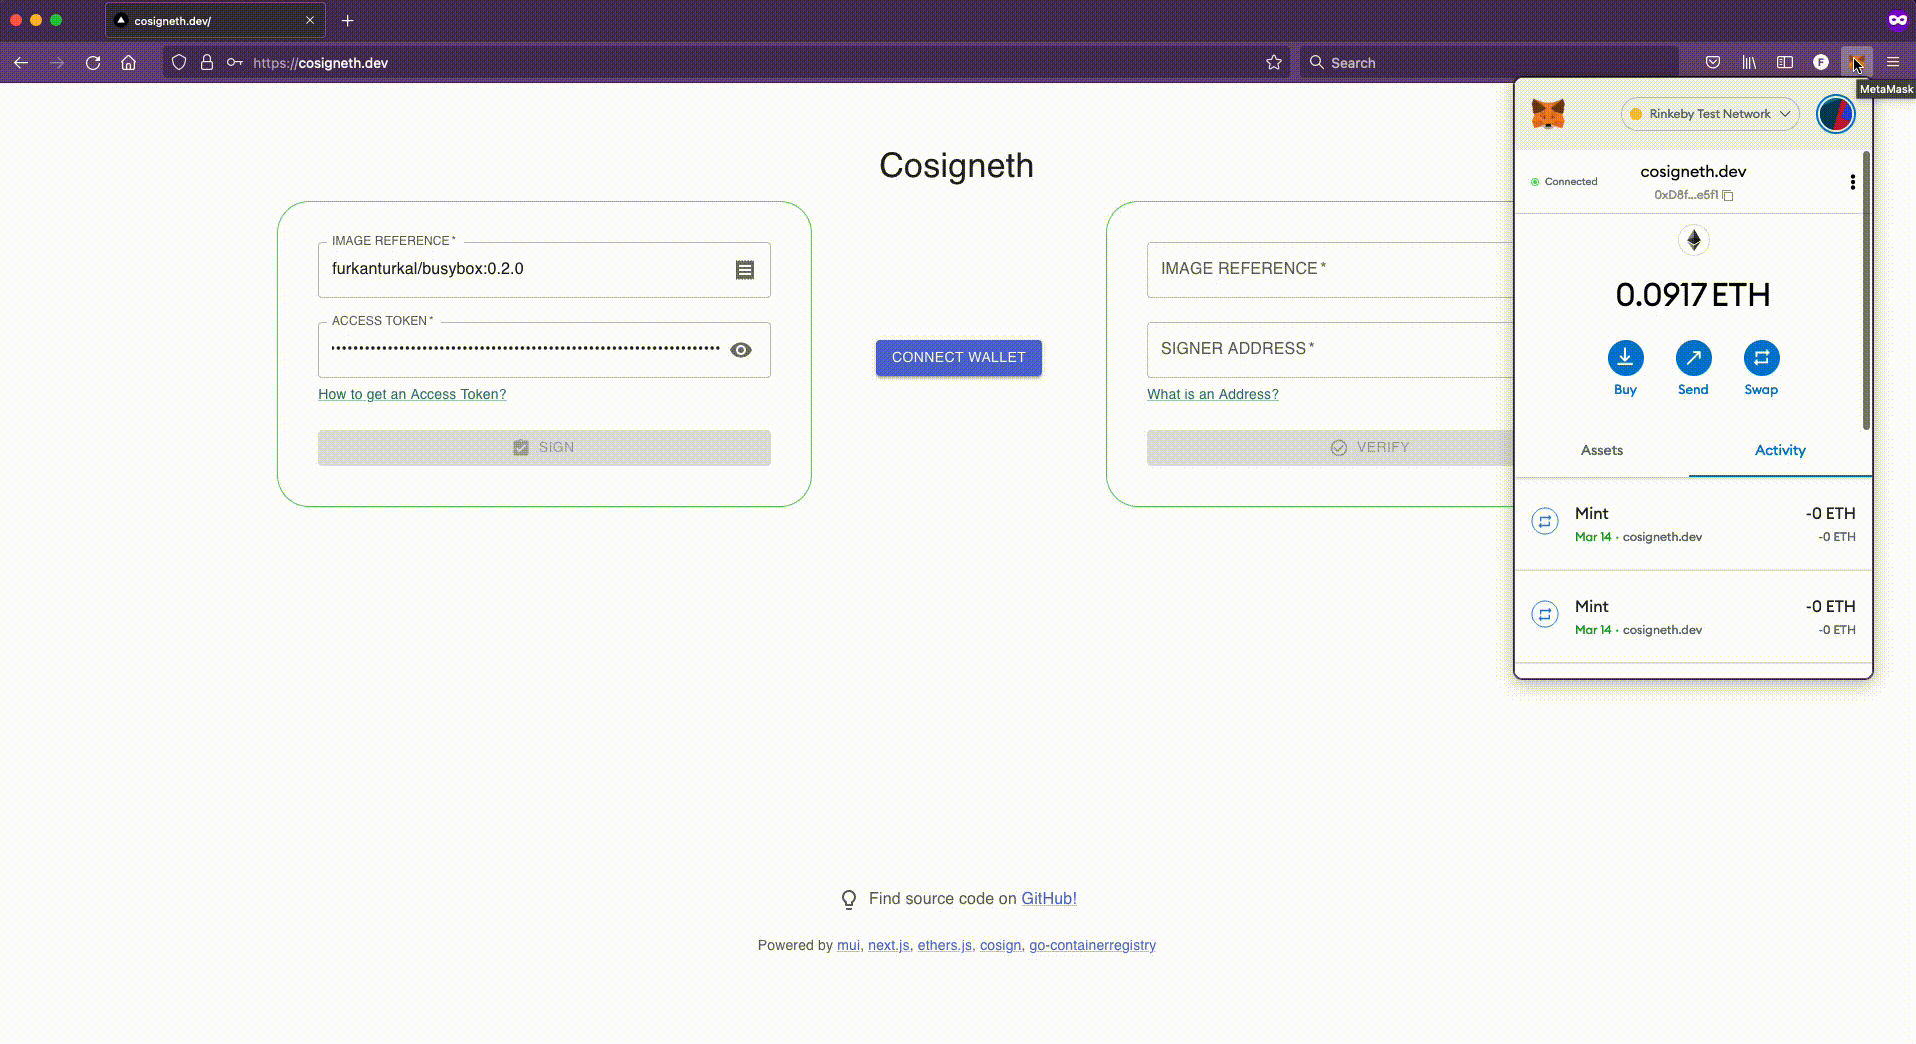 cosigneth.dev/
https://cosigneth.dev
Search
F
MetaMask
Cosigneth
IMAGE REFERENCE *
furkanturkal/busybox:0.2.0
ACCESS TOKEN *
How to get an Access Token?
SIGN
CONNECT WALLET
IMAGE REFERENCE *
SIGNER ADDRESS *
What is an Address?
VERIFY
Rinkeby Test Network
Connected
cosigneth.dev
0xD8f...e5f1
0.0917 ETH
Buy
Send
Swap
Assets
Activity
Mint
-0 ETH
Mar 14 · cosigneth.dev
-0 ETH
Mint
-0 ETH
Mar 14 · cosigneth.dev
-0 ETH
Find source code on GitHub!
Powered by mui, next.js, ethers.js, cosign, go-containerregistry